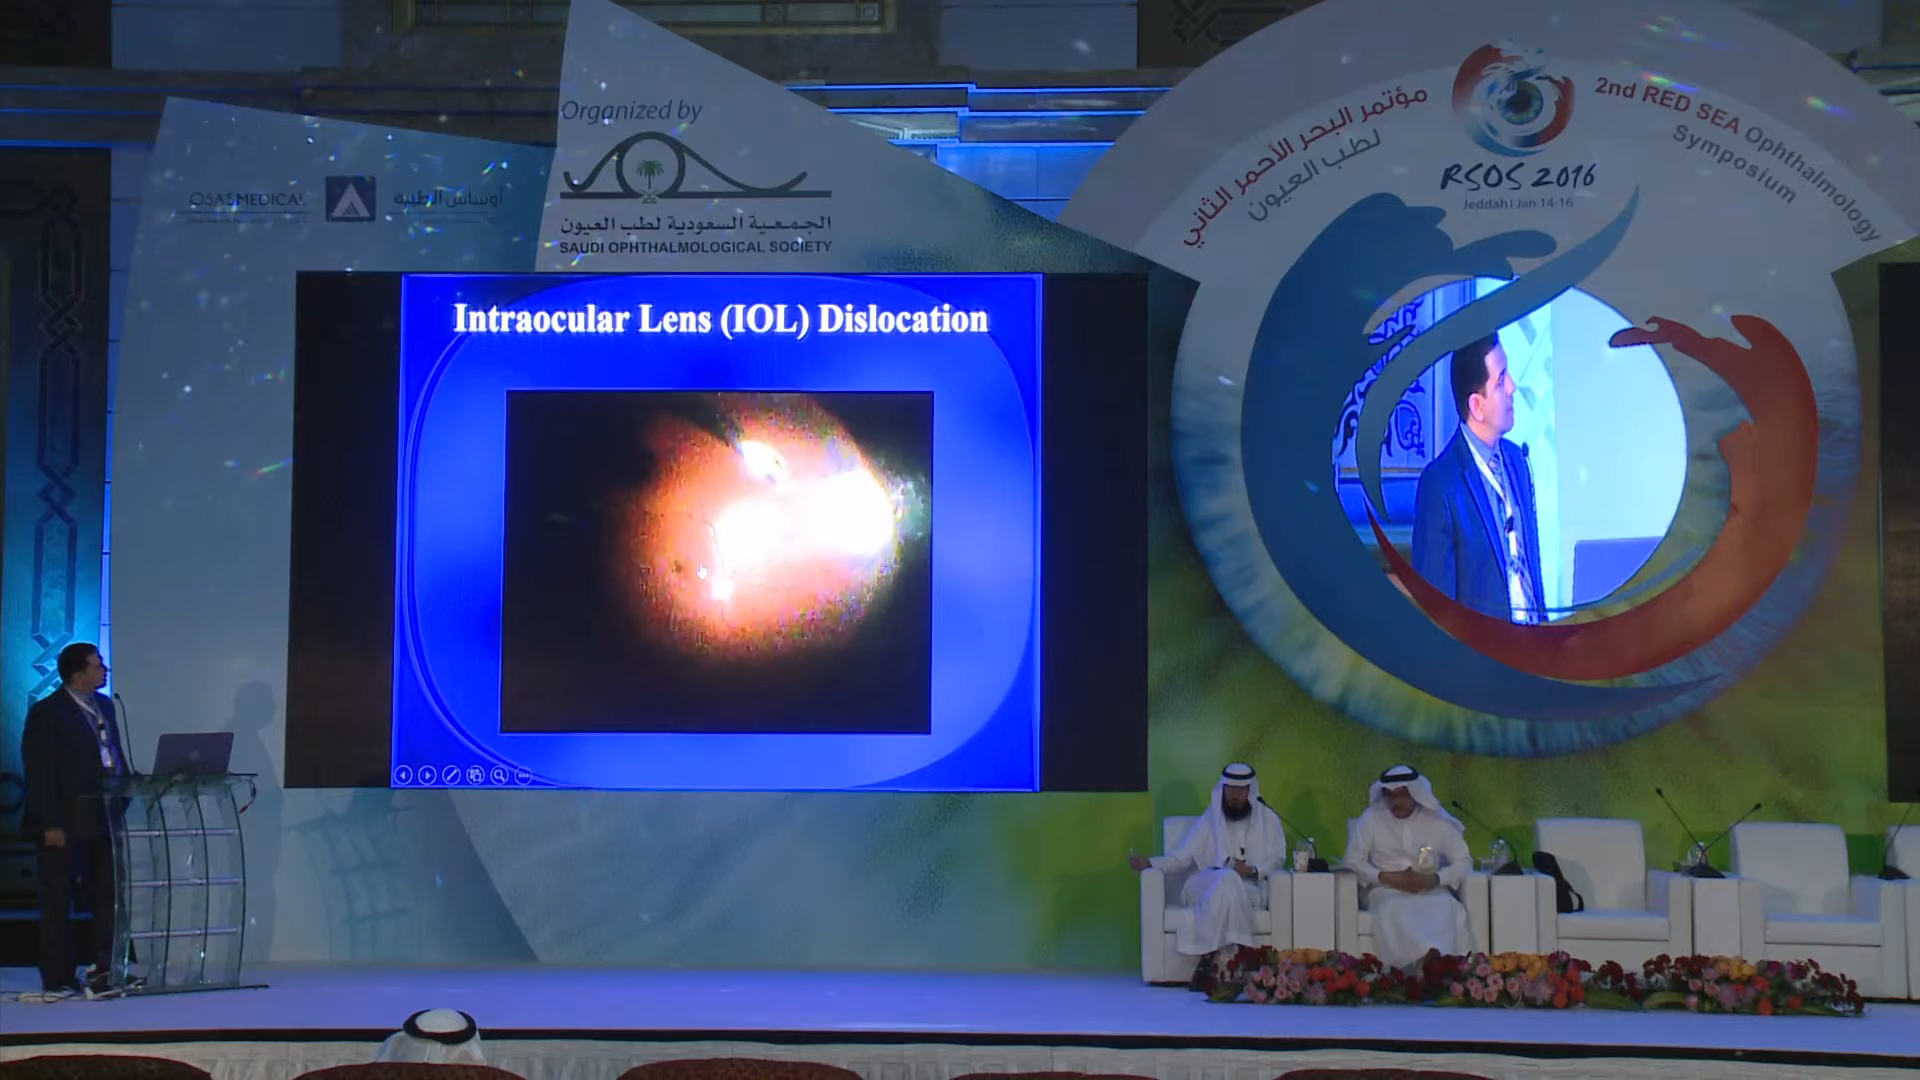 Organized by
الجمعية السعودية لطب العيون
SAUDI OPHTHALMOLOGICAL SOCIETY
OSASMEDICAL
أوساس الطبية
Intraocular Lens (IOL) Dislocation
مؤتمر البحر الأحمر الثاني
لطب العيون
2nd RED SEA Ophthalmology
Symposium
RSOS 2016
Jeddah | Jan 14-16